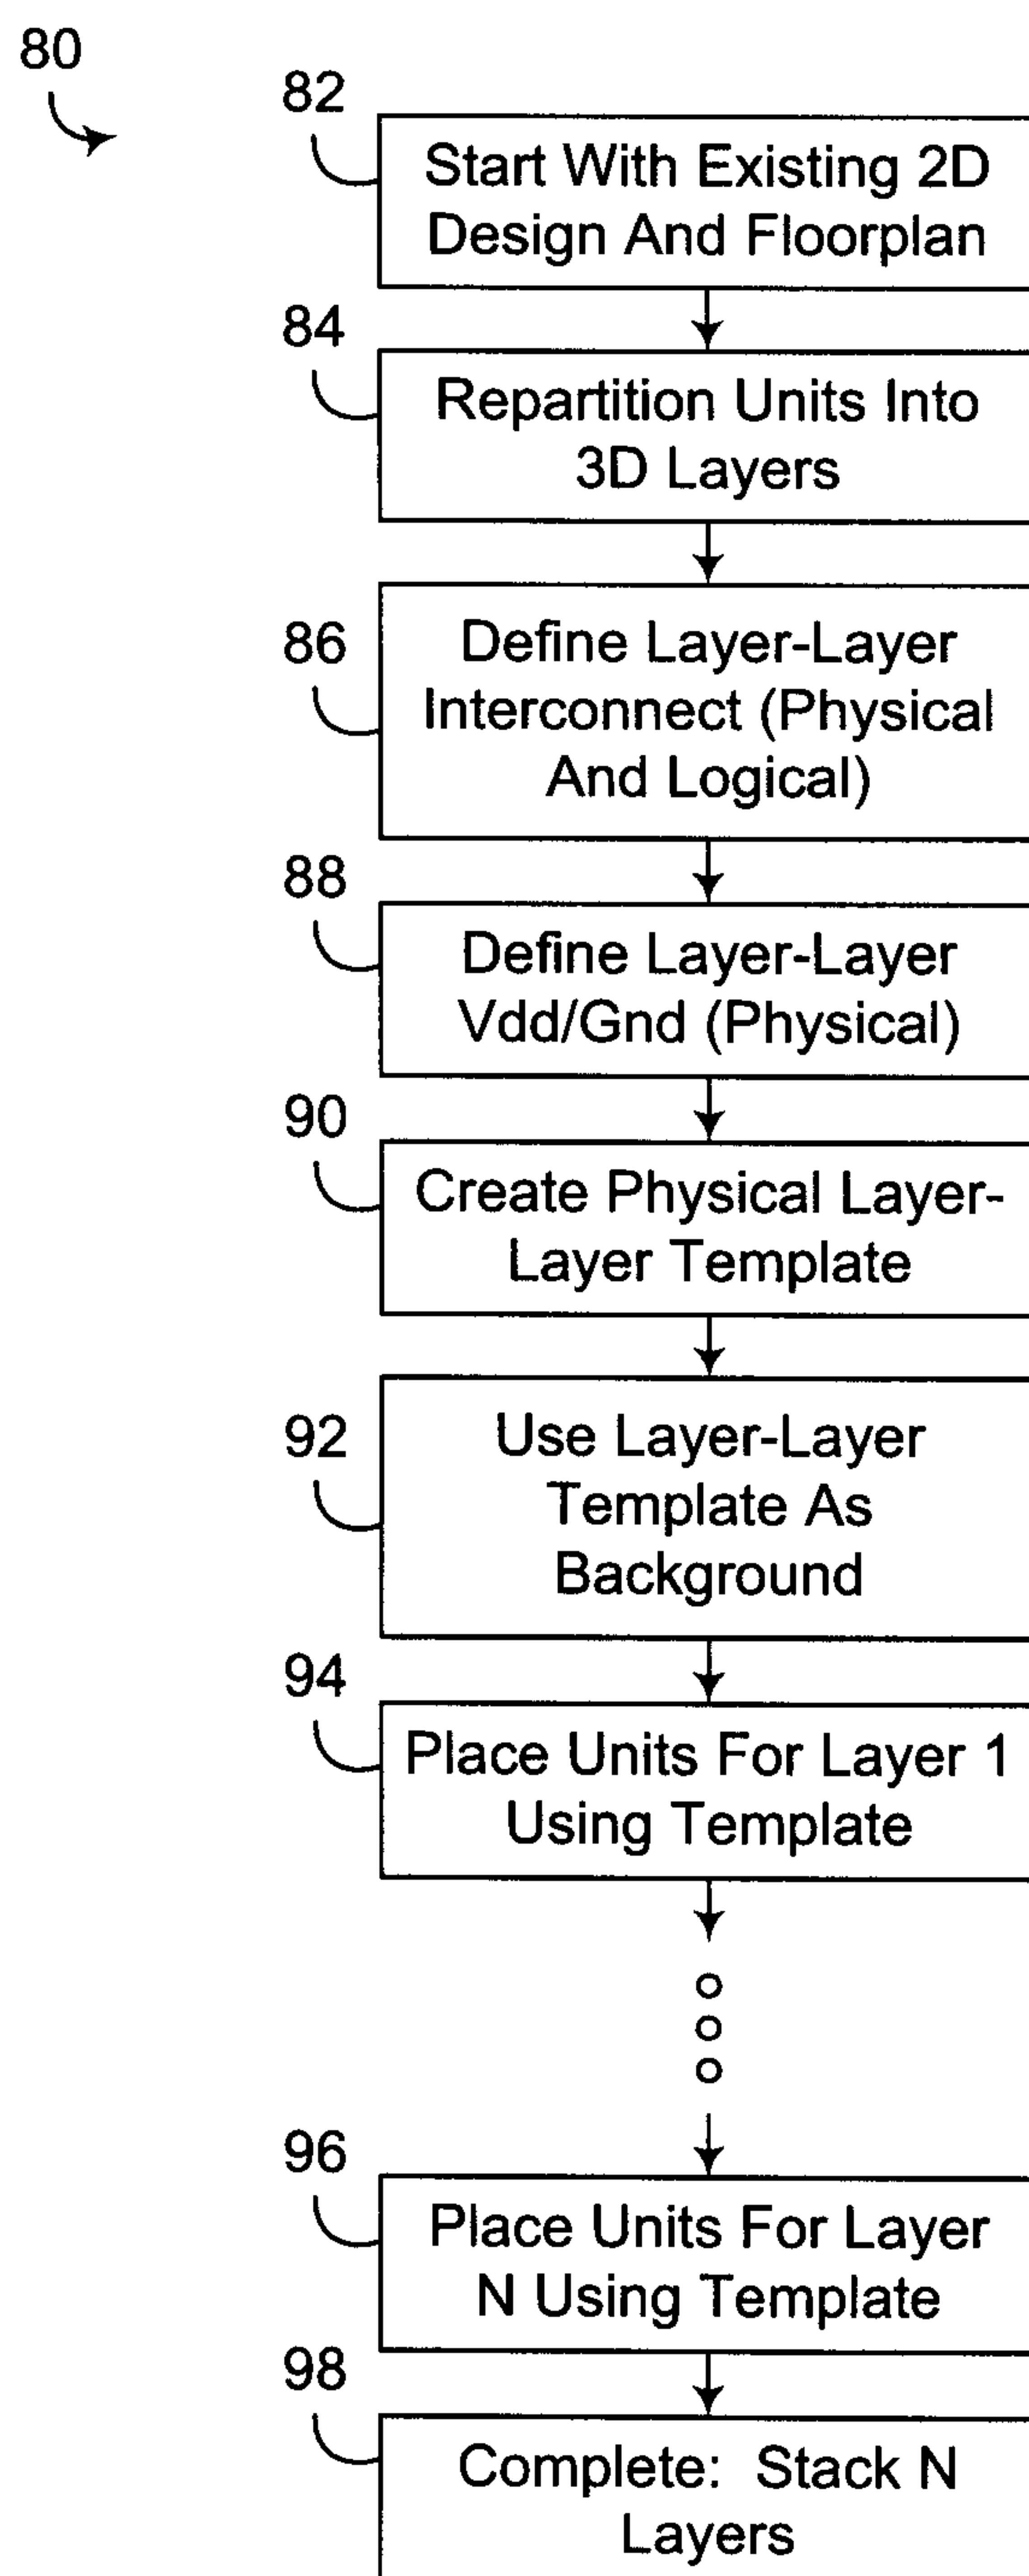 80
82
Start With Existing 2D
Design And Floorplan
84
Repartition Units Into
3D Layers
86
Define Layer-Layer
Interconnect (Physical
And Logical)
88
Define Layer-Layer
Vdd/Gnd (Physical)
90
Create Physical Layer-
Layer Template
92
Use Layer-Layer
Template As
Background
94
Place Units For Layer 1
Using Template
96
Place Units For Layer
N Using Template
98
Complete: Stack N
Layers